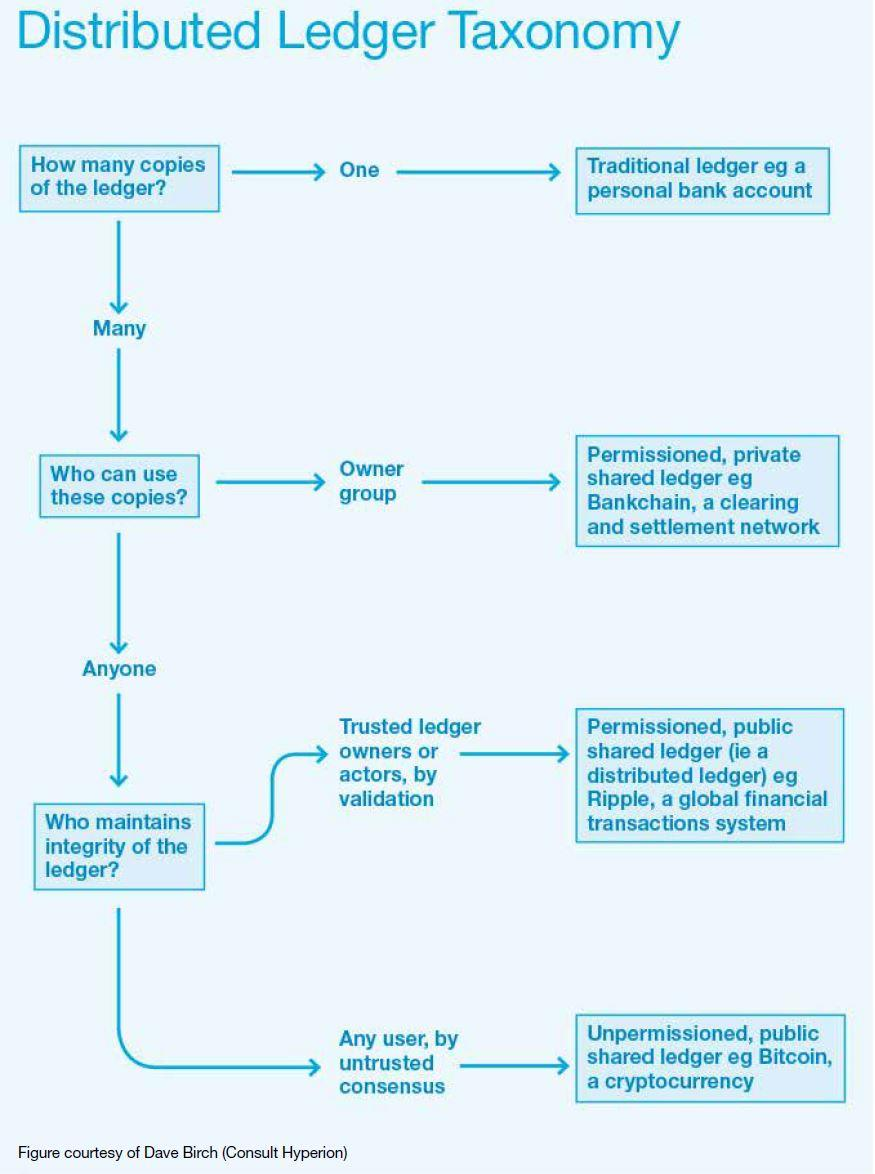 Distributed Ledger Taxonomy
How many copies
of the ledger?
One
Traditional ledger eg a
personal bank account
Many
Who can use
these copies?
Owner
group
Permissioned, private
shared ledger eg
Bankchain, a clearing
and settlement network
Anyone
Who maintains
integrity of the
ledger?
Trusted ledger
owners or
actors, by
validation
Permissioned, public
shared ledger (ie a
distributed ledger) eg
Ripple, a global financial
transactions system
Any user, by
untrusted
consensus
Unpermissioned, public
shared ledger eg Bitcoin,
a cryptocurrency
Figure courtesy of Dave Birch (Consult Hyperion)